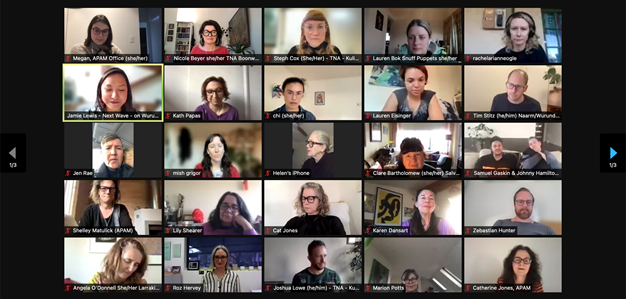 Megan, APAM Office (she/her)
Nicole Beyer she/her TNA Boonw...
Steph Cox (She/Her) - TNA - Kuli...
Lauren Bok Snuff Puppets she/her
rachelarianneogle
Jamie Lewis - Next Wave - on Wuru...
Kath Papas
chi (she/her)
Lauren Eisinger
Tim Stitz (he/him) Naarm/Wurund...
1/3
1/3
Jen Rae
mish grigor
Helen's iPhone
Clare Bartholomew (she/her) Salv...
Samuel Gaskin & Johnny Hamilto...
Shelley Matulick (APAM)
Lily Shearer
Cat Jones
Karen Dansart
Zebastian Hunter
Angela O'Donnell She/Her Larraki...
Roz Hervey
Joshua Lowe (he/him) - TNA - Ku...
Marion Potts
Catherine Jones, APAM